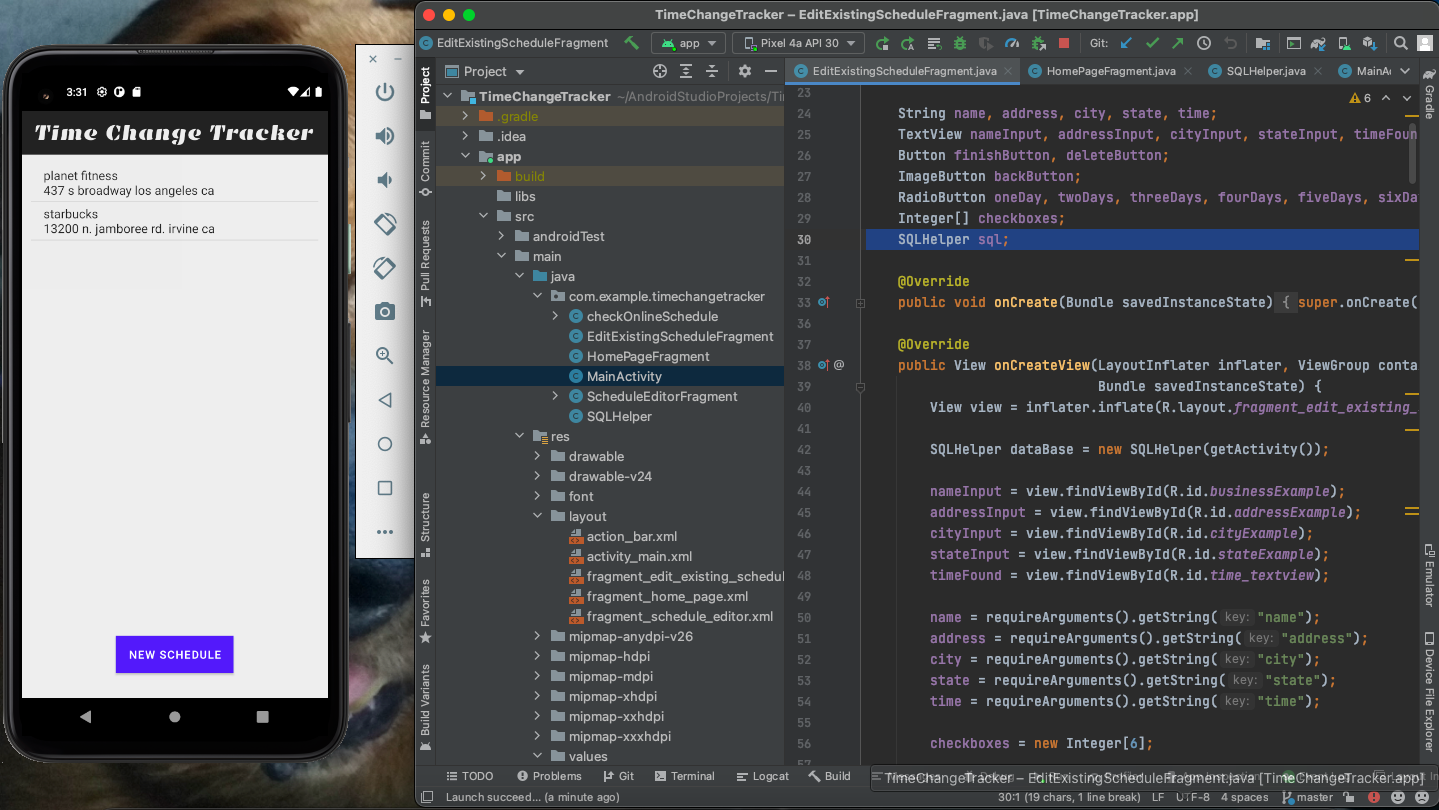 TimeChangeTracker – EditExistingScheduleFragment.java [TimeChangeTracker.app]
EditExistingScheduleFragment
app
Pixel 4a API 30
Git:
3:31
Time Change Tracker
planet fitness
437 s broadway los angeles ca
starbucks
13200 n. jamboree rd. irvine ca
NEW SCHEDULE
Project
Commit
Pull Requests
Resource Manager
Structure
Favorites
Build Variants
Project
TimeChangeTracker ~/AndroidStudioProjects/Ti
.gradle
.idea
app
build
libs
src
androidTest
main
java
com.example.timechangetracker
checkOnlineSchedule
EditExistingScheduleFragment
HomePageFragment
MainActivity
ScheduleEditorFragment
SQLHelper
res
drawable
drawable-v24
font
layout
action_bar.xml
activity_main.xml
fragment_edit_existing_schedul
fragment_home_page.xml
fragment_schedule_editor.xml
mipmap-anydpi-v26
mipmap-hdpi
mipmap-mdpi
mipmap-xhdpi
mipmap-xxhdpi
mipmap-xxxhdpi
values
EditExistingScheduleFragment.java
HomePageFragment.java
SQLHelper.java
MainAc
6
23
24 String name, address, city, state, time;
25 TextView nameInput, addressInput, cityInput, stateInput, timeFoun
26 Button finishButton, deleteButton;
27 ImageButton backButton;
28 RadioButton oneDay, twoDays, threeDays, fourDays, fiveDays, sixDa
29 Integer[] checkboxes;
30 SQLHelper sql;
31
32 @Override
33 public void onCreate(Bundle savedInstanceState) { super.onCreate(
36
37 @Override
38 @ public View onCreateView(LayoutInflater inflater, ViewGroup conta
39 Bundle savedInstanceState) {
40 View view = inflater.inflate(R.layout.fragment_edit_existing_
41
42 SQLHelper dataBase = new SQLHelper(getActivity());
43
44 nameInput = view.findViewById(R.id.businessExample);
45 addressInput = view.findViewById(R.id.addressExample);
46 cityInput = view.findViewById(R.id.cityExample);
47 stateInput = view.findViewById(R.id.stateExample);
48 timeFound = view.findViewById(R.id.time_textview);
49
50 name = requireArguments().getString( key: "name");
51 address = requireArguments().getString( key: "address");
52 city = requireArguments().getString( key: "city");
53 state = requireArguments().getString( key: "state");
54 time = requireArguments().getString( key: "time");
55
56 checkboxes = new Integer[6];
57
Gradle
Emulator
Device File Explorer
TODO
Problems
Git
Terminal
Logcat
Build
TimeChangeTracker – EditExistingScheduleFragment.java [TimeChangeTracker.app]
Launch succeed... (a minute ago)
30:1 (19 chars, 1 line break)
LF
UTF-8
4 spaces
master